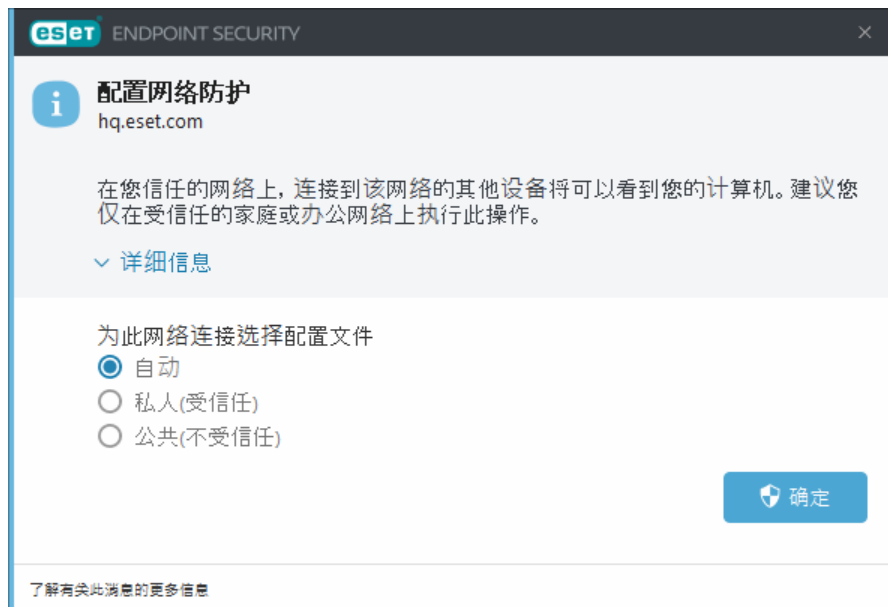 eset ENDPOINT SECURITY
配置网络防护
hq.eset.com
在您信任的网络上，连接到该网络的其他设备将可以看到您的计算机。建议您
仅在受信任的家庭或办公网络上执行此操作。
详细信息
为此网络连接选择配置文件
自动
私人(受信任)
公共(不受信任)
确定
了解有关此消息的更多信息